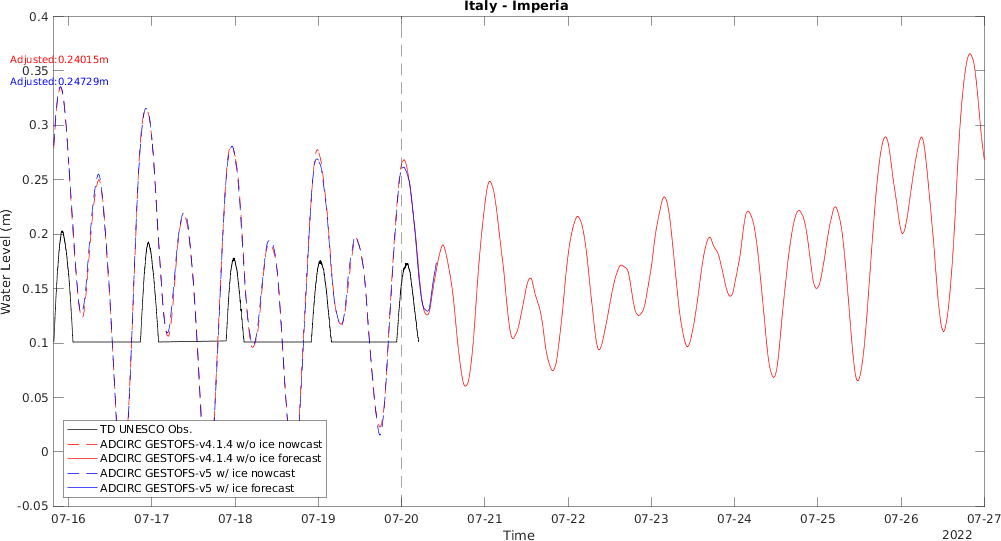 Italy - Imperia
Adjusted:0.24015m
Adjusted:0.24729m
0.4
0.35
0.3
0.25
0.2
0.15
0.1
0.05
0
-0.05
Water Level (m)
TD UNESCO Obs.
ADCIRC GESTOFS-v4.1.4 w/o ice nowcast
ADCIRC GESTOFS-v4.1.4 w/o ice forecast
ADCIRC GESTOFS-v5 w/ ice nowcast
ADCIRC GESTOFS-v5 w/ ice forecast
07-16 07-17 07-18 07-19 07-20 07-21 07-22 07-23 07-24 07-25 07-26 07-27
Time
2022